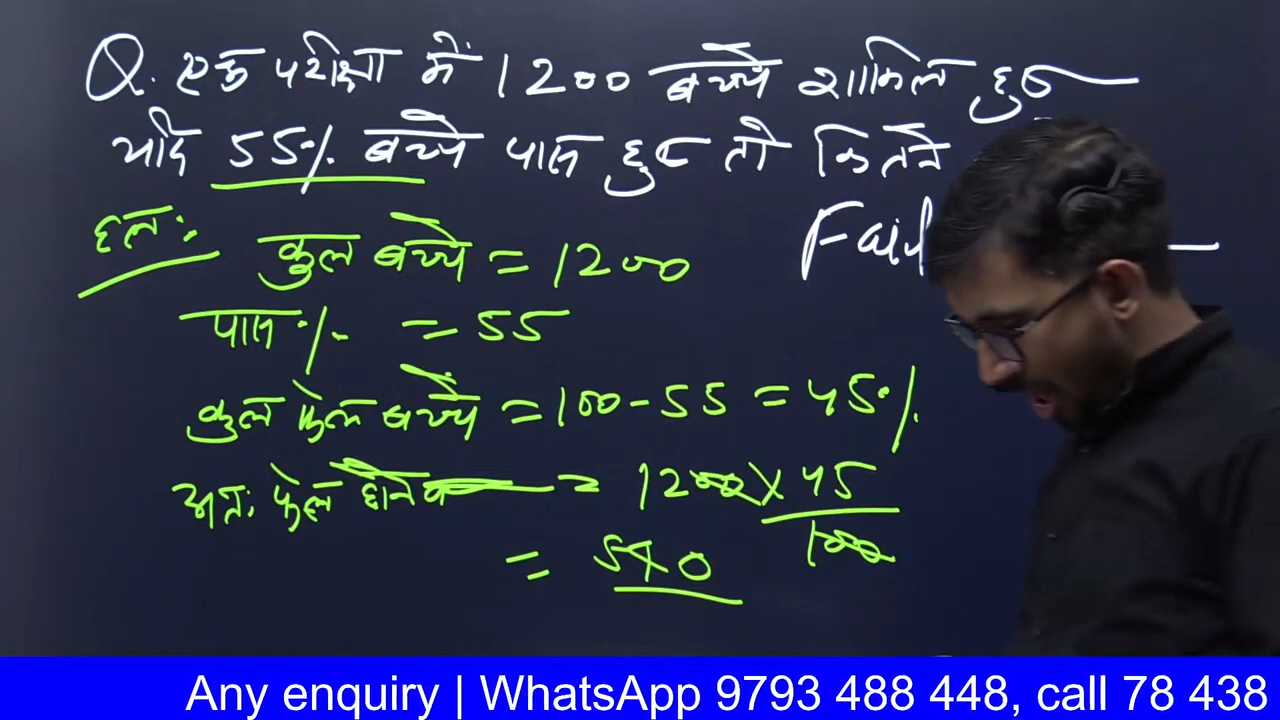 Q. एक परीक्षा में 1200 बच्चे शामिल हुए
यदि 55% बच्चे पास हुए तो कितने
Fail
हल:
कुल बच्चे = 1200
पास % = 55
कुल फेल बच्चे = 100 - 55 = 45%
अतः फेल होने = 1200 x 45
100
= 540
Any enquiry | WhatsApp 9793 488 448, call 78 438